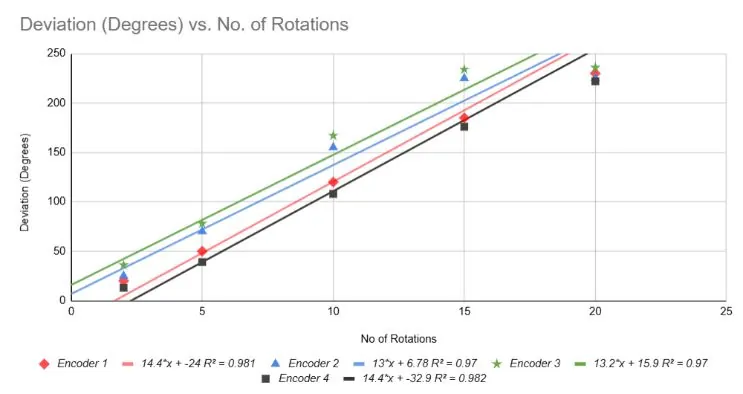 Deviation (Degrees) vs. No. of Rotations
Deviation (Degrees)
250
200
150
100
50
0
0 5 10 15 20 25
No of Rotations
Encoder 1 14.4*x + -24 R² = 0.981 Encoder 2 13*x + 6.78 R² = 0.97 Encoder 3 13.2*x + 15.9 R² = 0.97
Encoder 4 14.4*x + -32.9 R² = 0.982